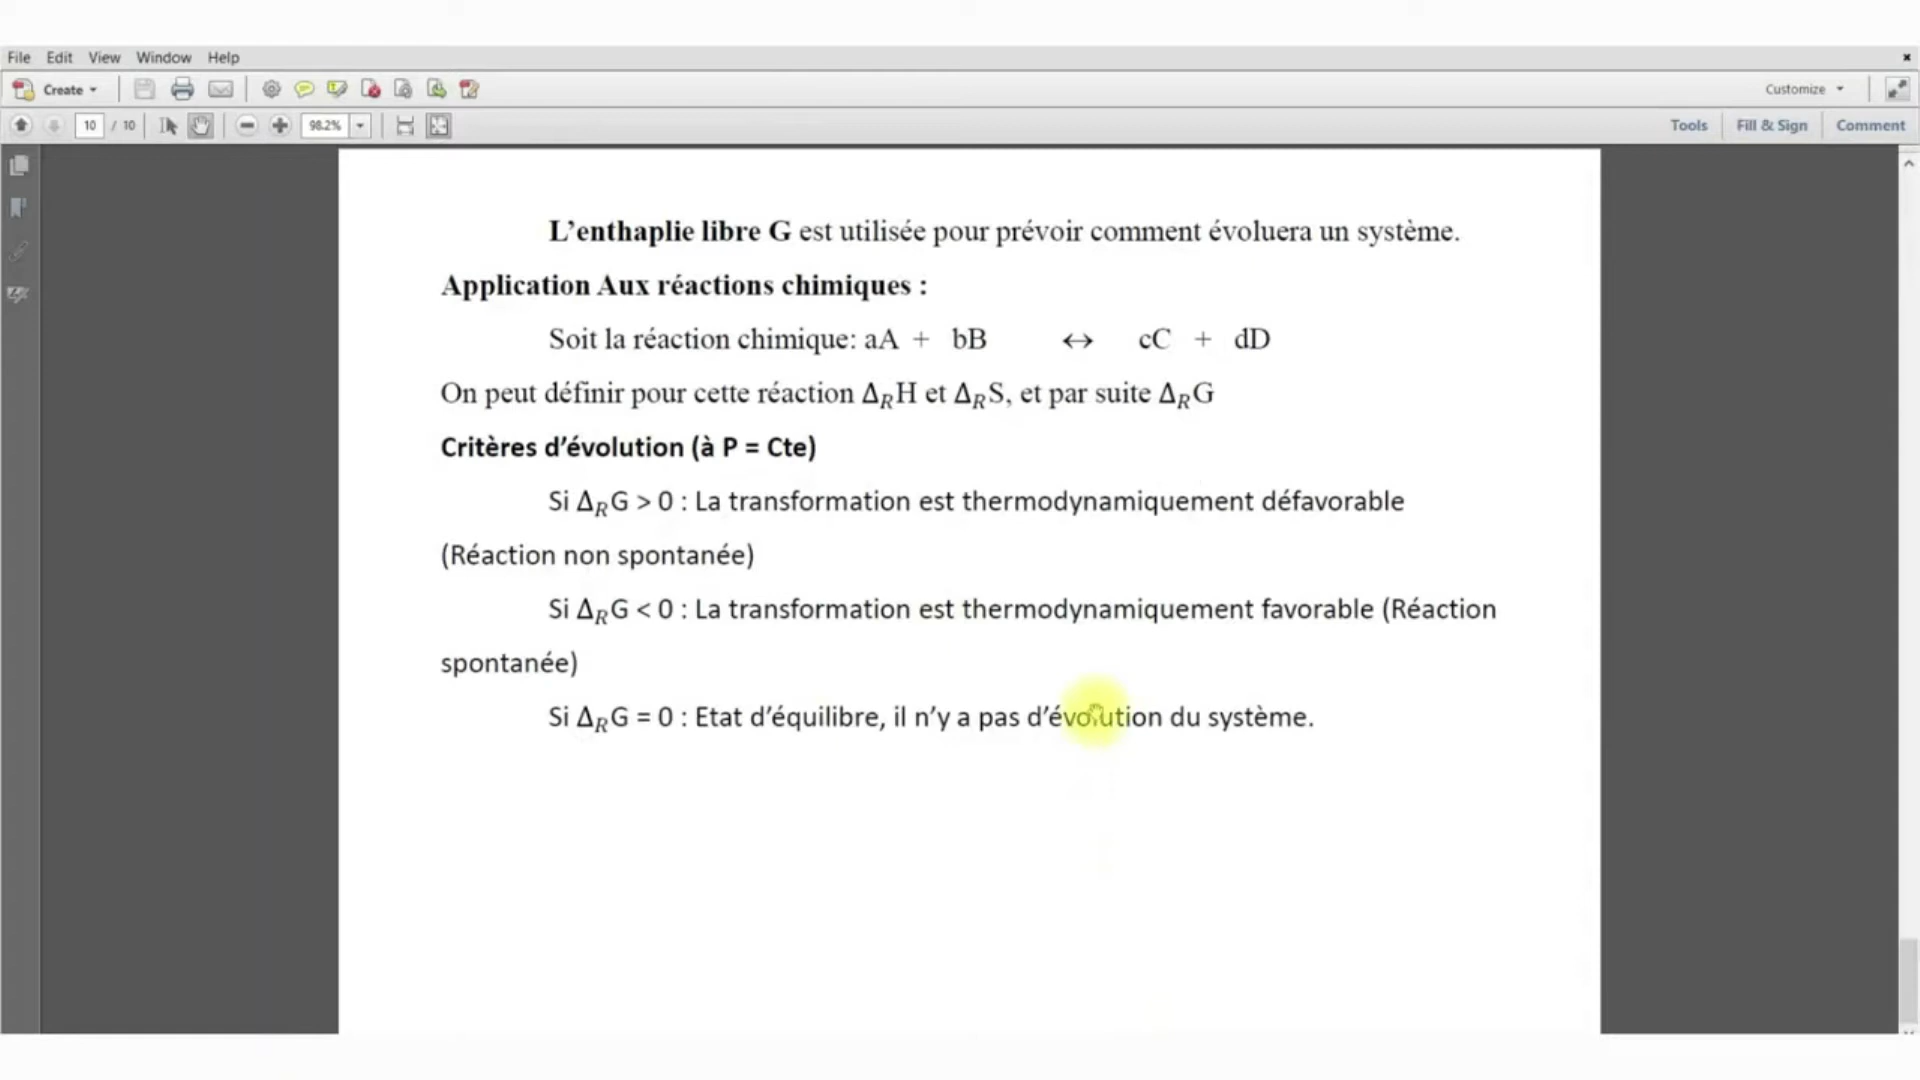 File Edit View Window Help
Create Customize
10 / 10 98.2% Tools Fill & Sign Comment
L’enthaplie libre G est utilisée pour prévoir comment évoluera un système.
Application Aux réactions chimiques :
Soit la réaction chimique: aA + bB ↔ cC + dD
On peut définir pour cette réaction Δ_RH et Δ_RS, et par suite Δ_RG
Critères d’évolution (à P = Cte)
Si Δ_RG > 0 : La transformation est thermodynamiquement défavorable
(Réaction non spontanée)
Si Δ_RG < 0 : La transformation est thermodynamiquement favorable (Réaction
spontanée)
Si Δ_RG = 0 : Etat d’équilibre, il n’y a pas d’évolution du système.